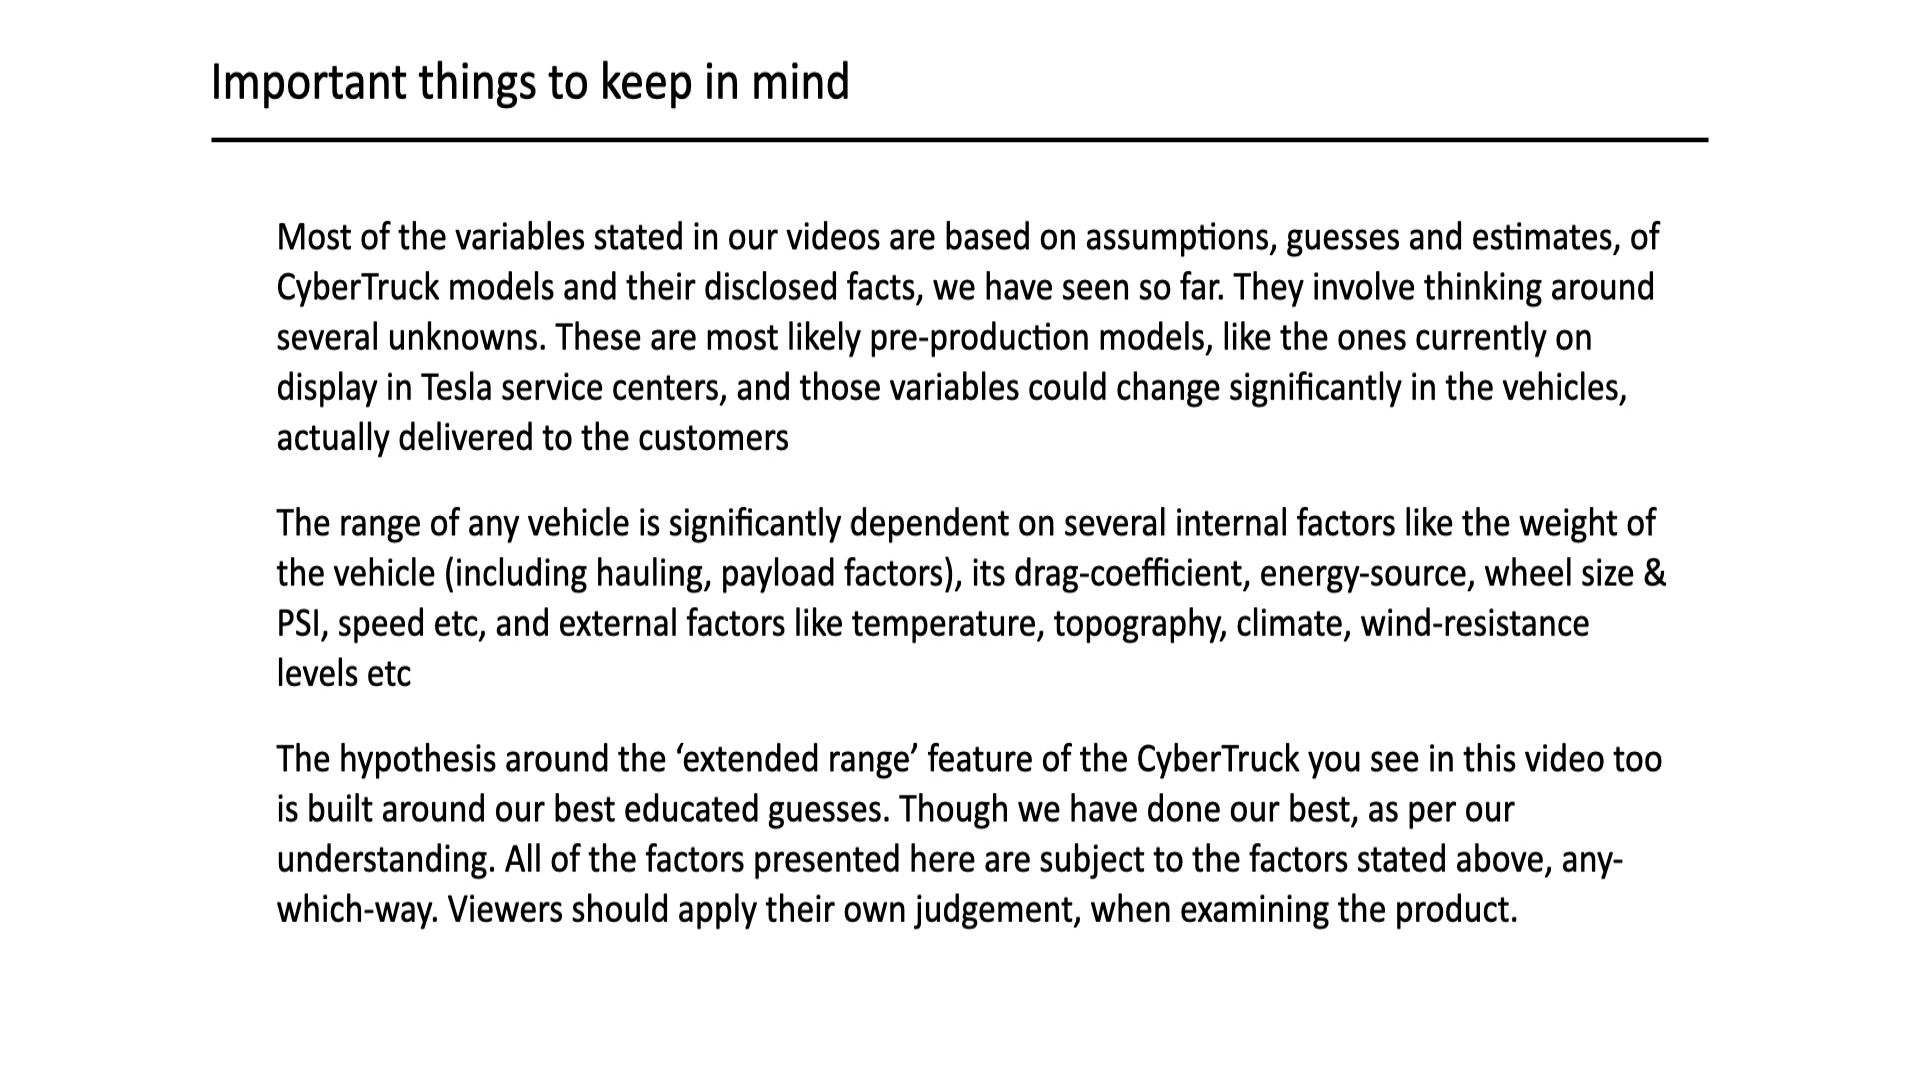 Important things to keep in mind
Most of the variables stated in our videos are based on assumptions, guesses and estimates, of
CyberTruck models and their disclosed facts, we have seen so far. They involve thinking around
several unknowns. These are most likely pre-production models, like the ones currently on
display in Tesla service centers, and those variables could change significantly in the vehicles,
actually delivered to the customers
The range of any vehicle is significantly dependent on several internal factors like the weight of
the vehicle (including hauling, payload factors), its drag-coefficient, energy-source, wheel size &
PSI, speed etc, and external factors like temperature, topography, climate, wind-resistance
levels etc
The hypothesis around the ‘extended range’ feature of the CyberTruck you see in this video too
is built around our best educated guesses. Though we have done our best, as per our
understanding. All of the factors presented here are subject to the factors stated above, any-
which-way. Viewers should apply their own judgement, when examining the product.